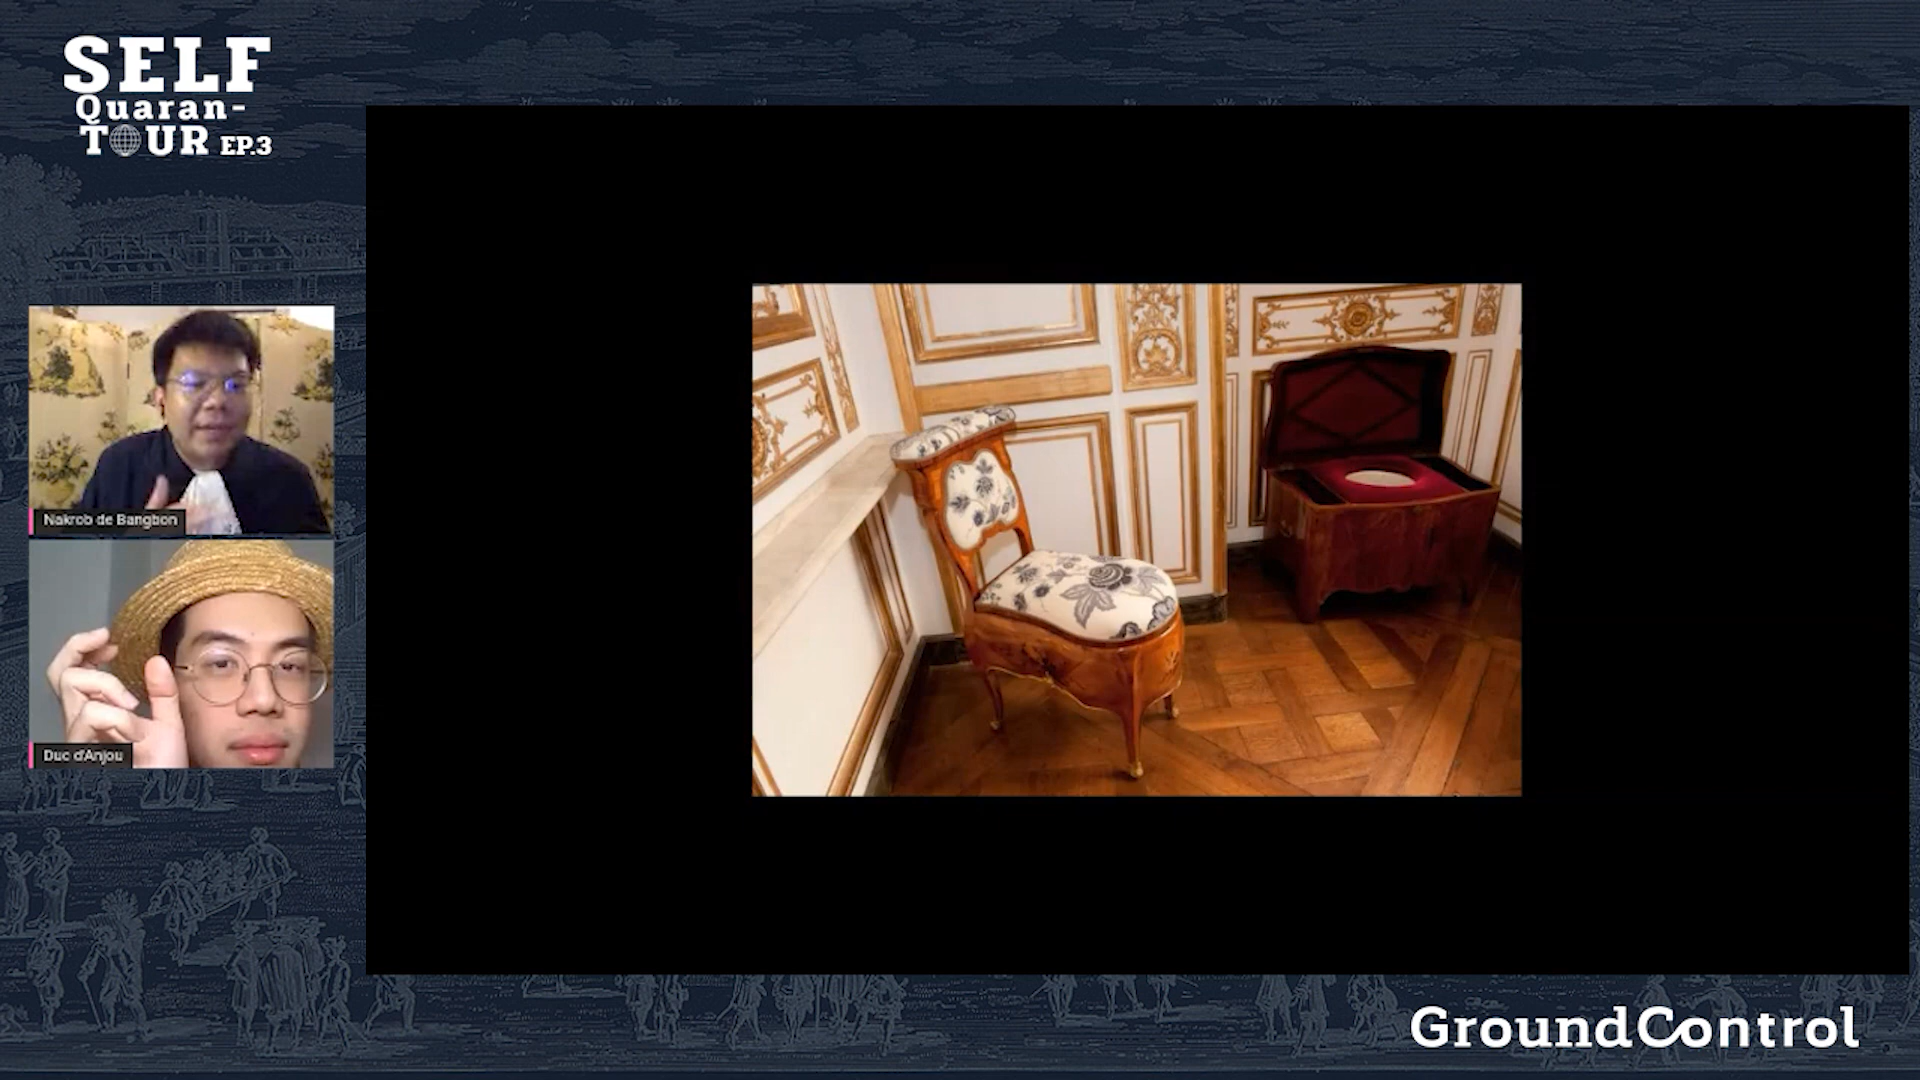 SELF
Quaran-
TOUR EP.3
Nakrob de Bangbon
Duc d'Anjou
GroundControl